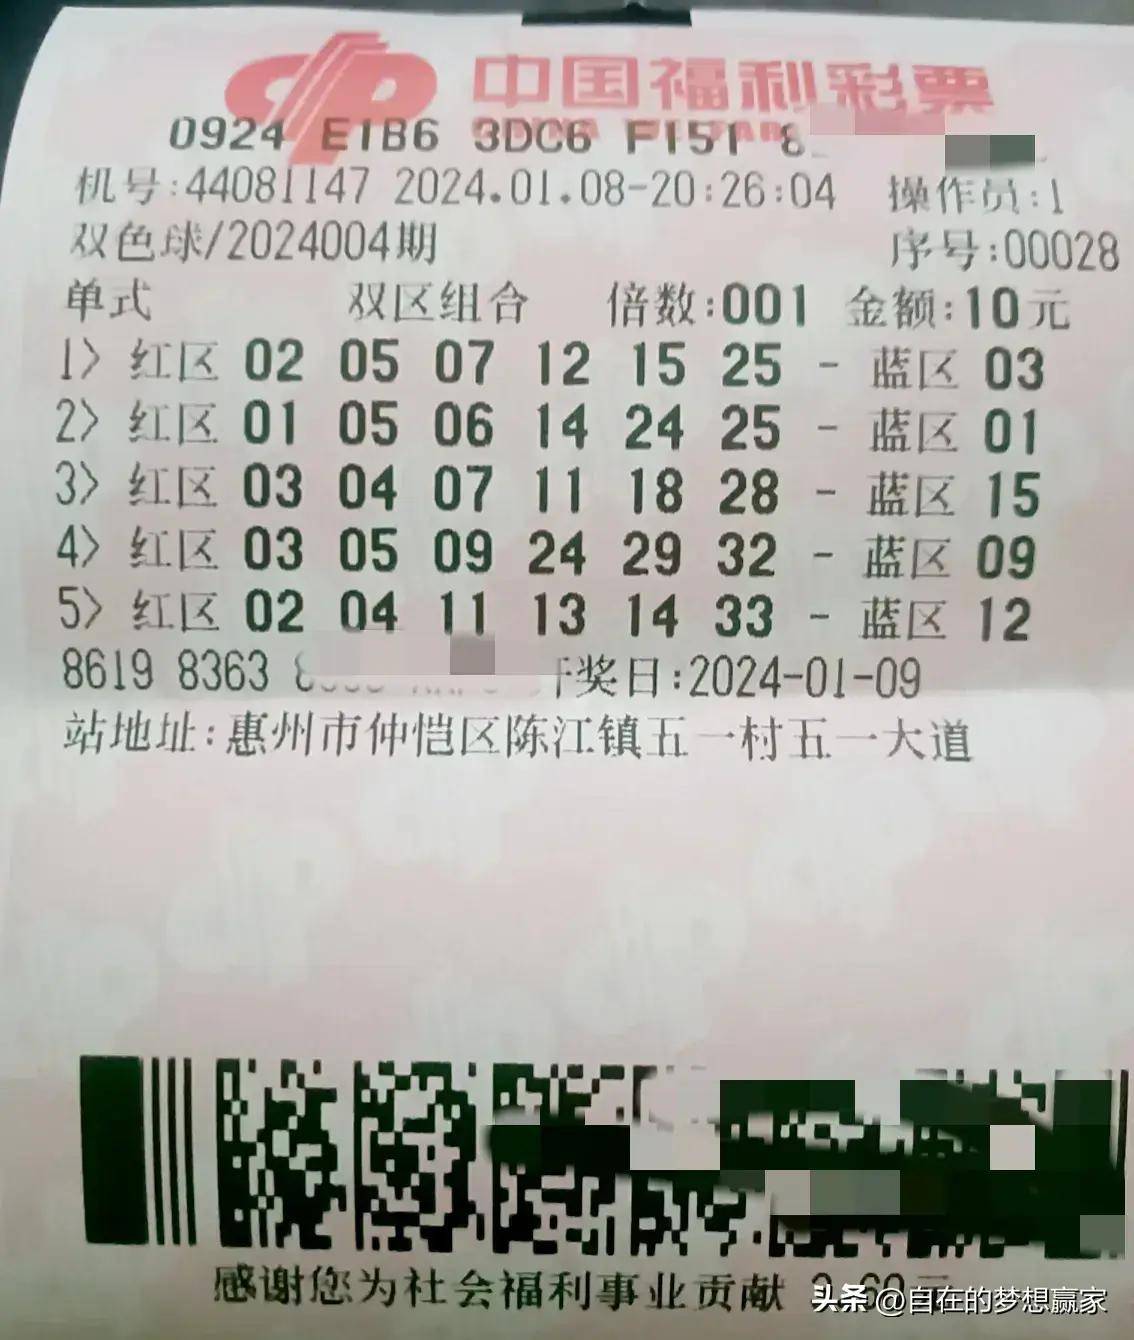 中国福利彩票
0924 E1B6 3DC6 F151
机号:44081147 2024.01.08-20:26:04 操作员:1
双色球/2024004期 序号:00028
单式 双区组合 倍数:001 金额:10元
1> 红区 02 05 07 12 15 25 - 蓝区 03
2> 红区 01 05 06 14 24 25 - 蓝区 01
3> 红区 03 04 07 11 18 28 - 蓝区 15
4> 红区 03 05 09 24 29 32 - 蓝区 09
5> 红区 02 04 11 13 14 33 - 蓝区 12
8619 8363 奖日:2024-01-09
站地址:惠州市仲恺区陈江镇五一村五一大道
感谢您为社会福利事业贡献
头条 @自在的梦想赢家